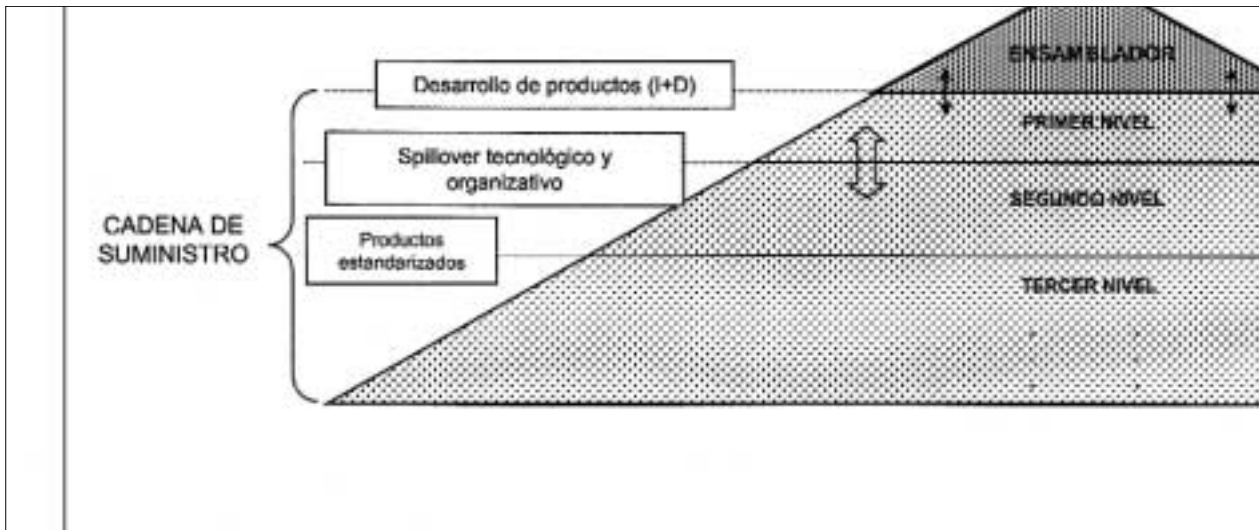 ENSAMBLADOR
Desarrollo de productos (I+D)
PRIMER NIVEL
Spillover tecnológico y
organizativo
SEGUNDO NIVEL
CADENA DE
SUMINISTRO
Productos
estandarizados
TERCER NIVEL